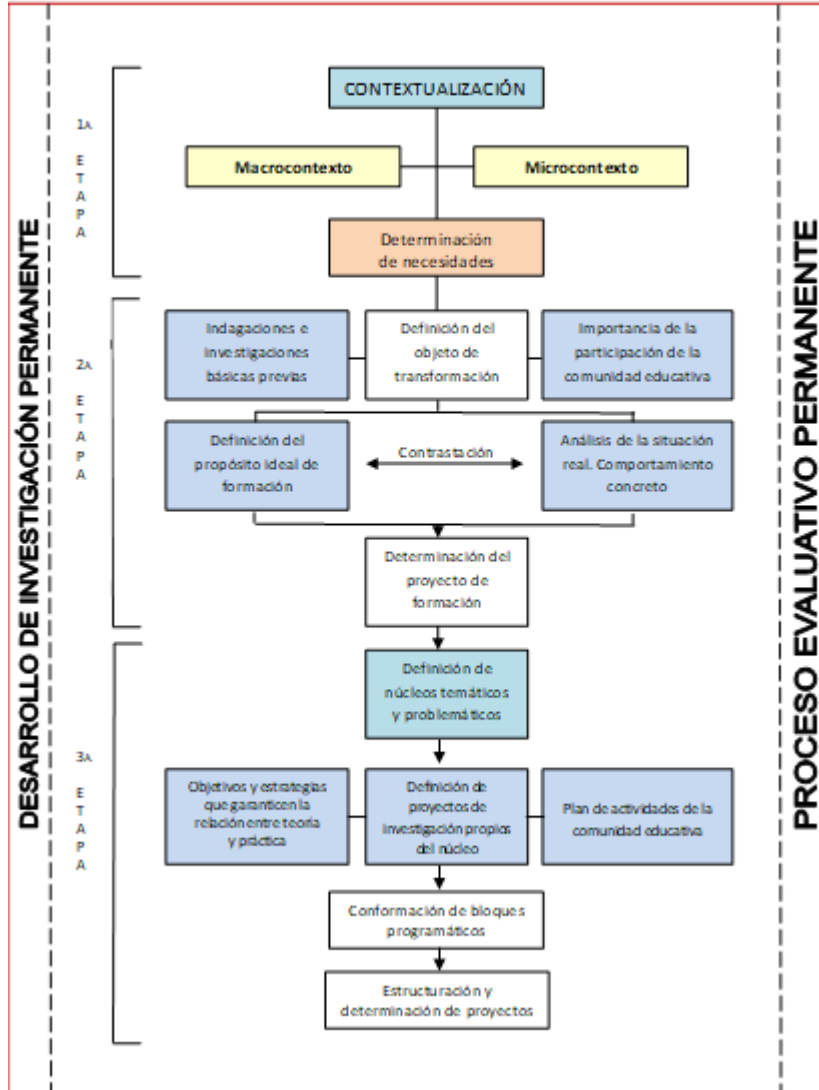 DESARROLLO DE INVESTIGACIÓN PERMANENTE
1A
ETAPA
CONTEXTUALIZACIÓN
Macrocontexto
Microcontexto
Determinación
de necesidades
2A
ETAPA
Indagaciones e
investigaciones
básicas previas
Definición del
objeto de
transformación
Importancia de la
participación de la
comunidad educativa
Definición del
propósito ideal de
formación
Contrastación
Análisis de la situación
real. Comportamiento
concreto
Determinación del
proyecto de
formación
3A
ETAPA
Definición de
núcleos temáticos
y problemáticos
Objetivos y estrategias
que garanticen la
relación entre teoría
y práctica
Definición de
proyectos de
investigación propios
del núcleo
Plan de actividades de la
comunidad educativa
Conformación de bloques
programáticos
Estructuración y
determinación de proyectos
PROCESO EVALUATIVO PERMANENTE